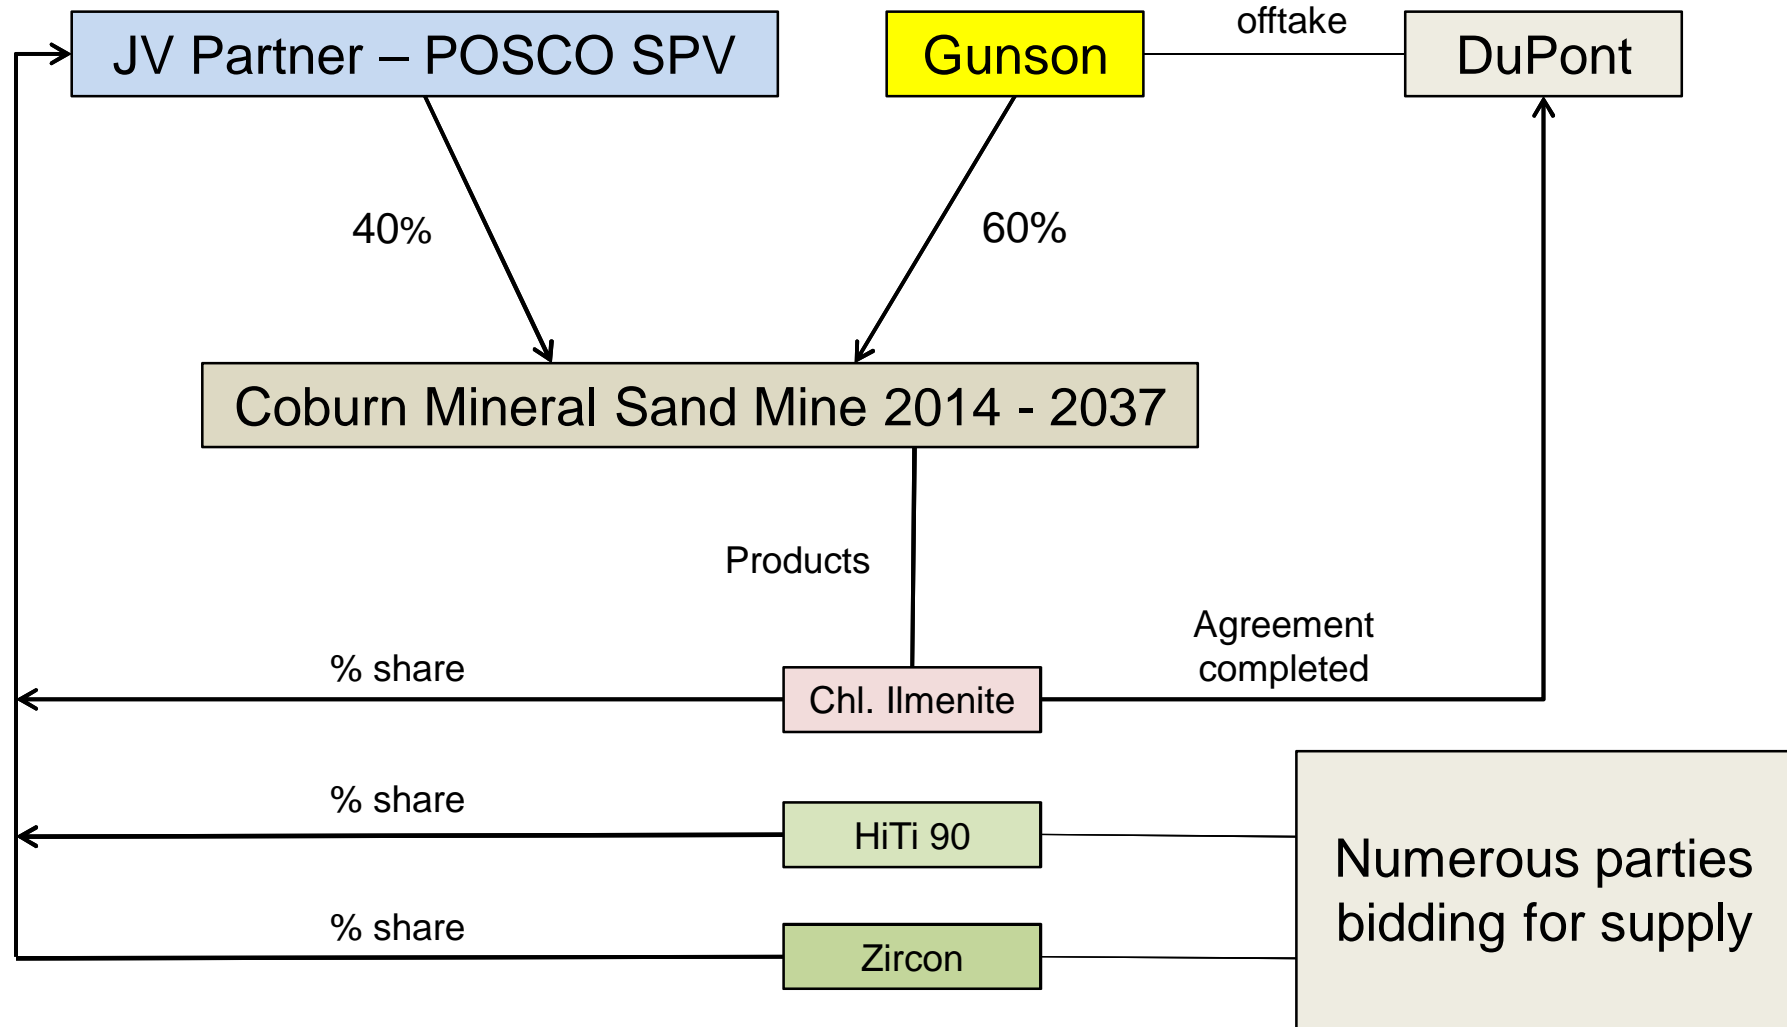 JV Partner – POSCO SPV
Gunson
offtake
DuPont
40%
60%
Coburn Mineral Sand Mine 2014 - 2037
Products
Agreement
completed
% share
Chl. Ilmenite
% share
HiTi 90
Numerous parties
bidding for supply
% share
Zircon